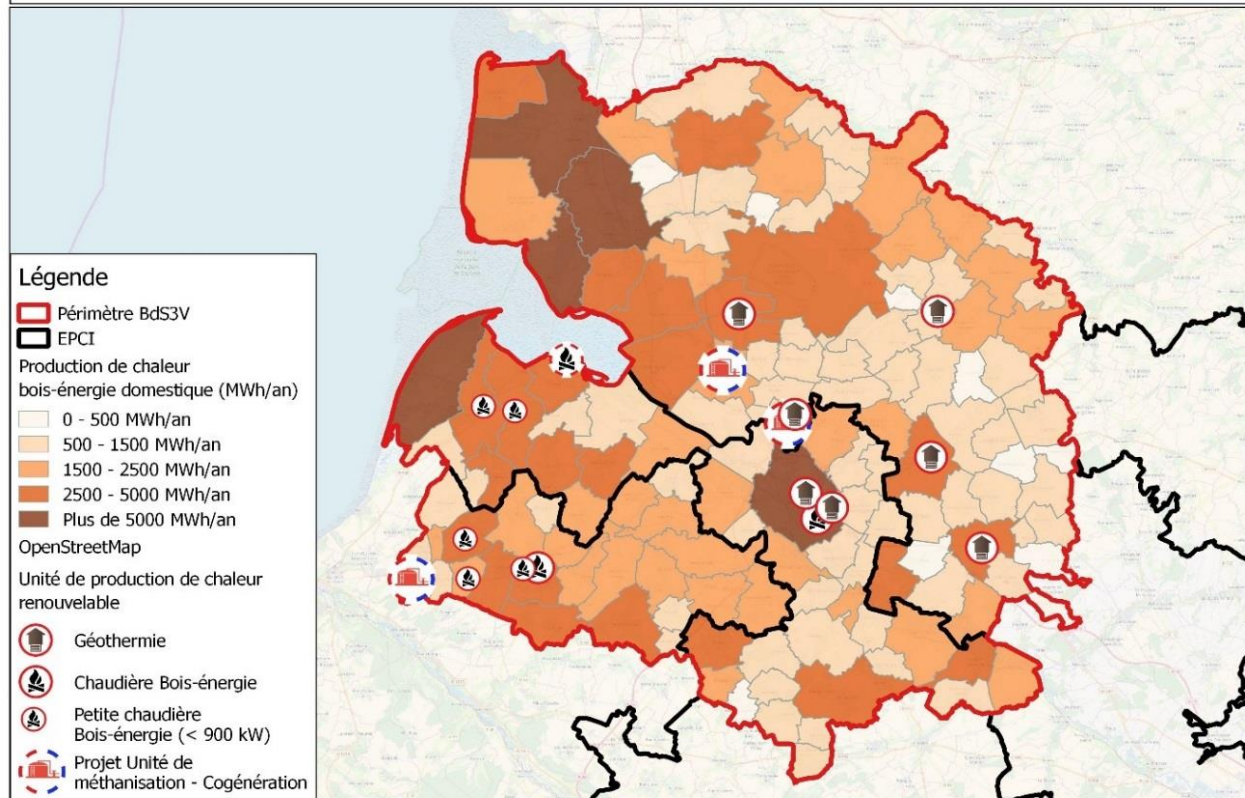 Légende
Périmètre BdS3V
EPCI
Production de chaleur
bois-énergie domestique (MWh/an)
0 - 500 MWh/an
500 - 1500 MWh/an
1500 - 2500 MWh/an
2500 - 5000 MWh/an
Plus de 5000 MWh/an
OpenStreetMap
Unité de production de chaleur
renouvelable
Géothermie
Chaudière Bois-énergie
Petite chaudière
Bois-énergie (< 900 kW)
Projet Unité de
méthanisation - Cogénération